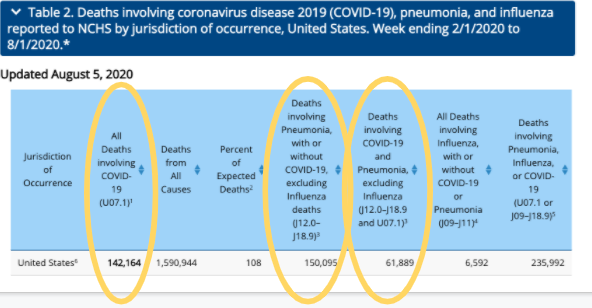 Table 2. Deaths involving coronavirus disease 2019 (COVID-19), pneumonia, and influenza
reported to NCHS by jurisdiction of occurrence, United States. Week ending 2/1/2020 to
8/1/2020.*
Updated August 5, 2020
Jurisdiction
of
Occurrence
All
Deaths
involving
COVID-
19
(U07.1)¹
Deaths
from
All
Causes
Percent
of
Expected
Deaths²
Deaths
involving
Pneumonia,
with or
without
COVID-19,
excluding
Influenza
deaths
(J12.0–
J18.9)³
Deaths
involving
COVID-19
and
Pneumonia,
excluding
Influenza
(J12.0–J18.9
and U07.1)³
All Deaths
involving
Influenza,
with or
without
COVID-19
or
Pneumonia
(J09–J11)⁴
Deaths
involving
Pneumonia,
Influenza,
or COVID-
19
(U07.1 or
J09–J18.9)⁵
United States⁶ 142,164 1,590,944 108 150,095 61,889 6,592 235,992